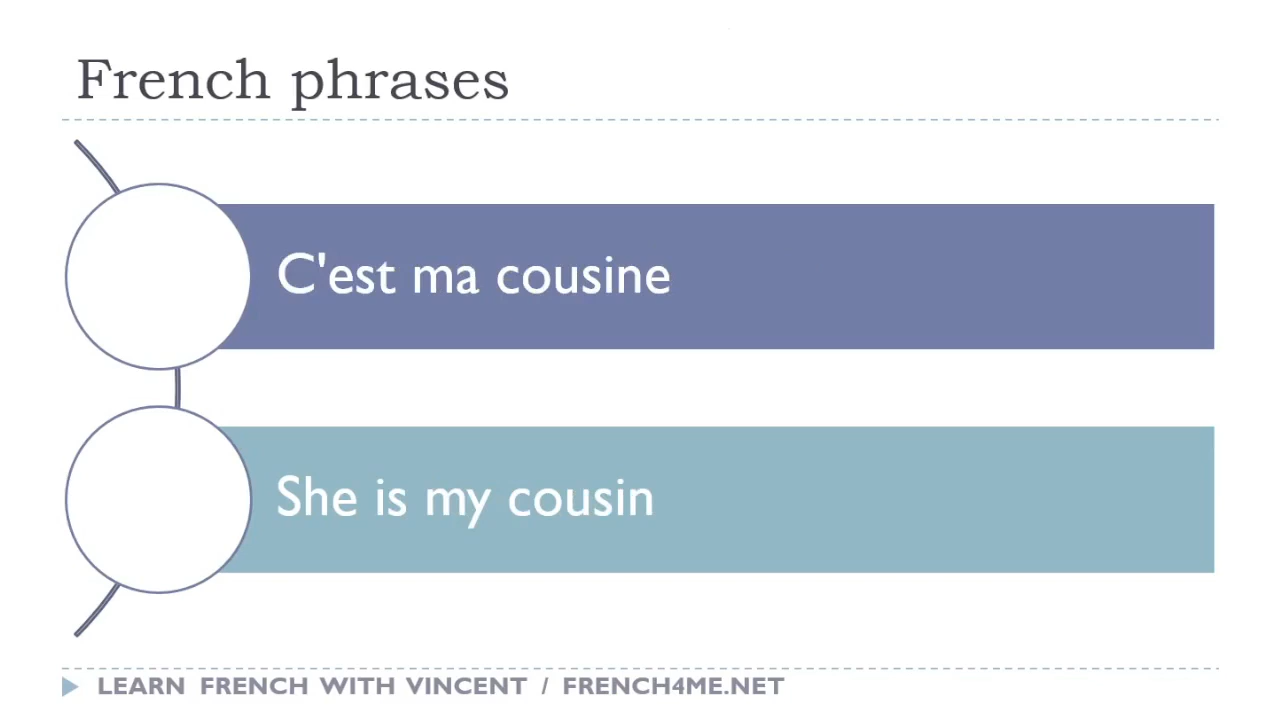 French phrases
C'est ma cousine
She is my cousin
LEARN FRENCH WITH VINCENT / FRENCH4ME.NET